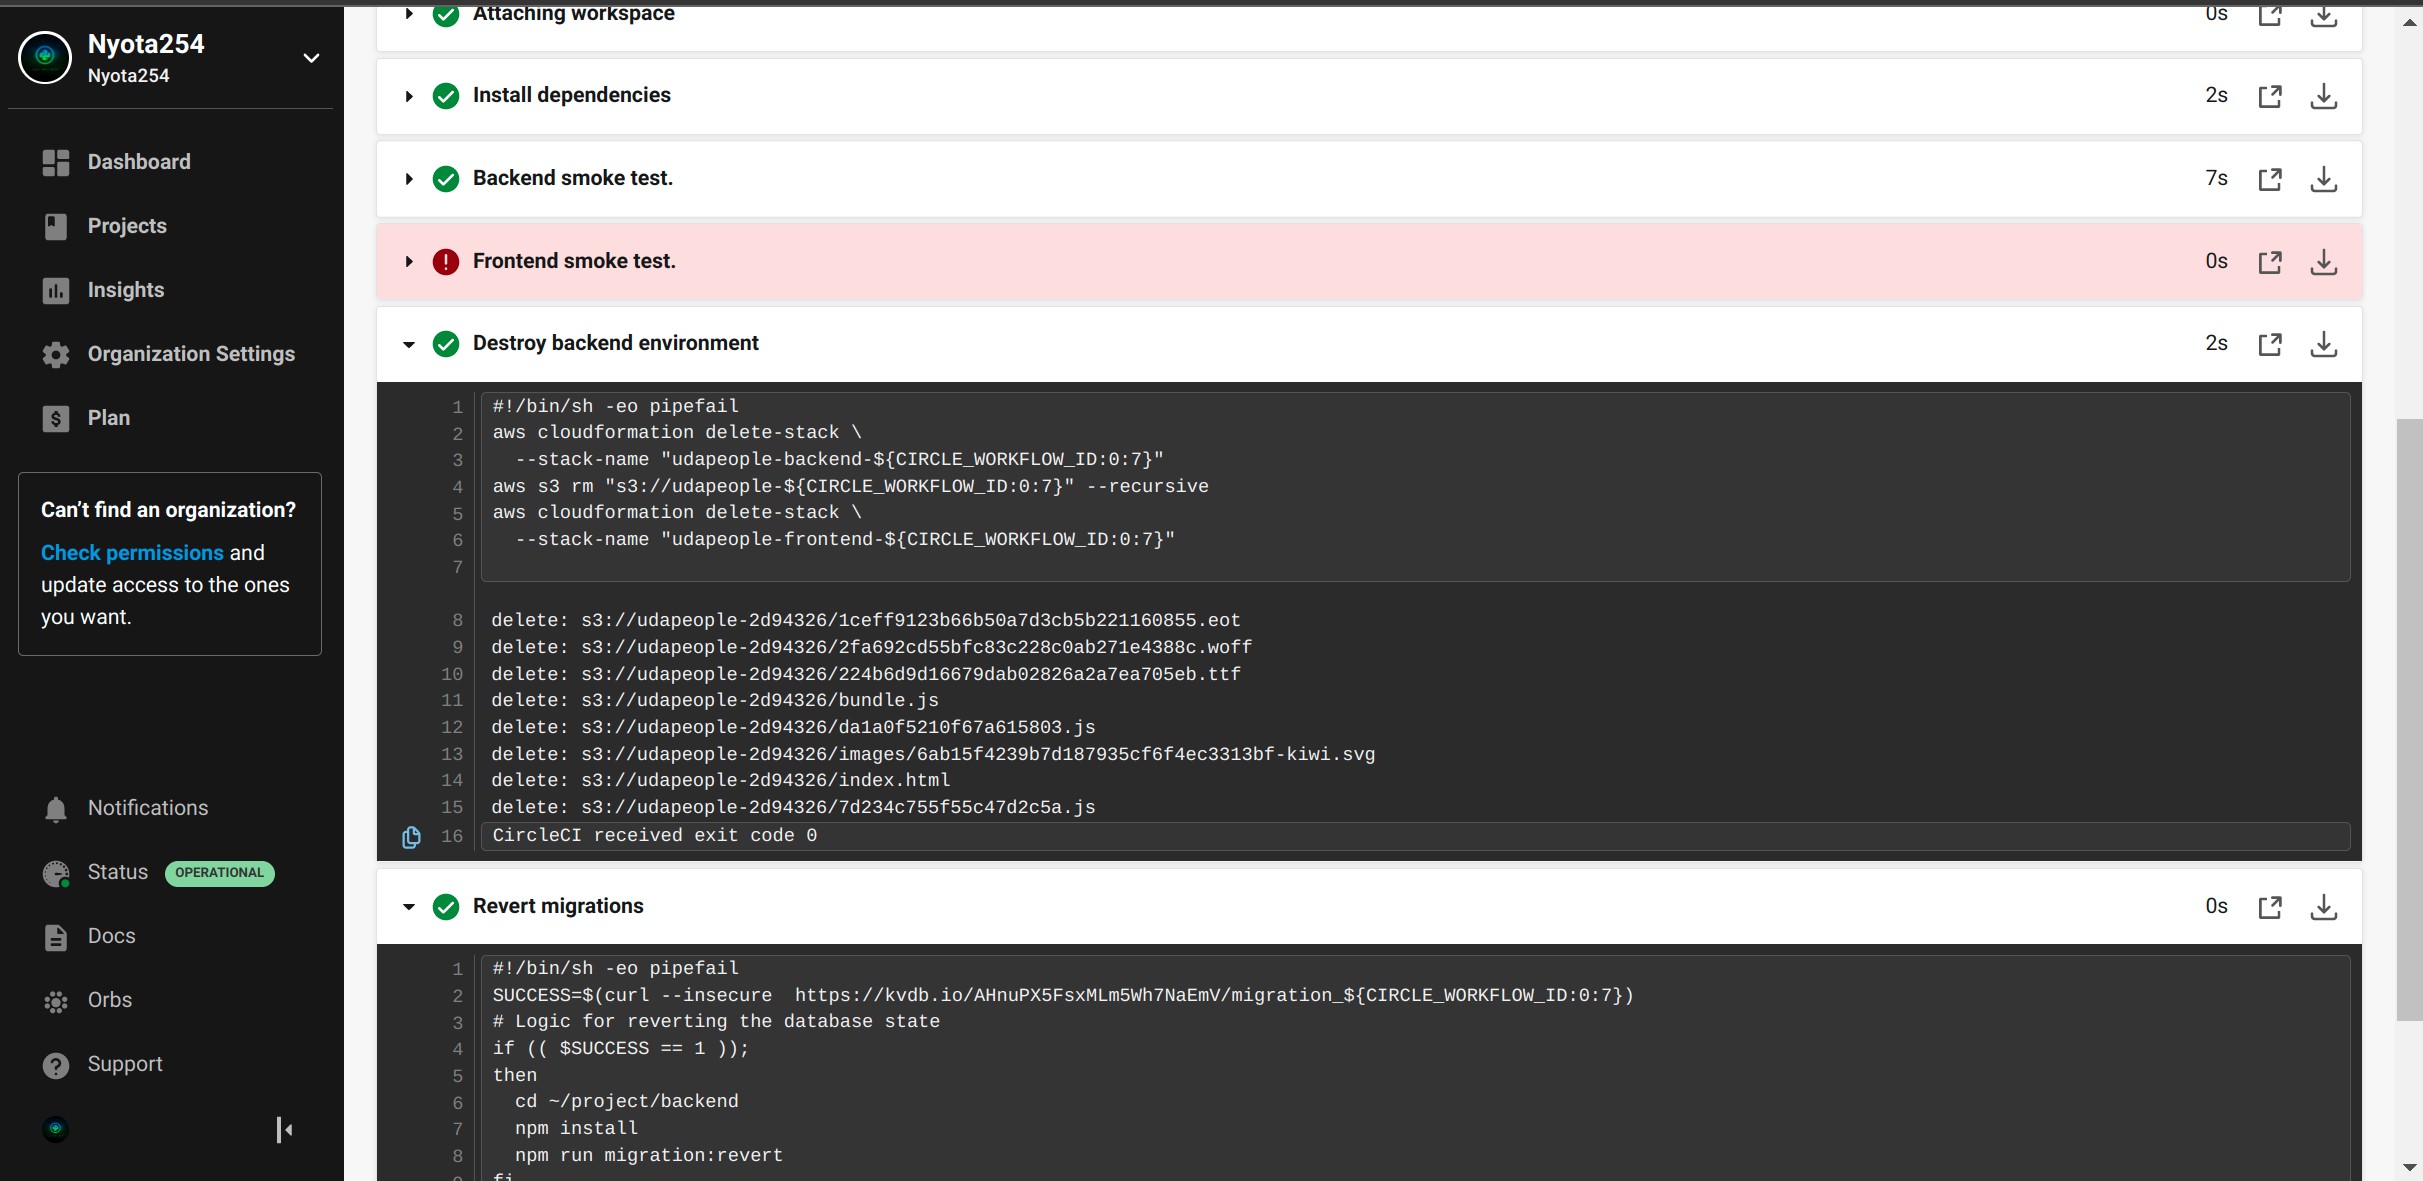 Nyota254
Nyota254
Dashboard
Projects
Insights
Organization Settings
Plan
Can't find an organization?
Check permissions and
update access to the ones
you want.
Notifications
Status OPERATIONAL
Docs
Orbs
Support
Attaching workspace 0s
Install dependencies 2s
Backend smoke test. 7s
Frontend smoke test. 0s
Destroy backend environment 2s
1 #!/bin/sh -eo pipefail
2 aws cloudformation delete-stack \
3 --stack-name "udapeople-backend-${CIRCLE_WORKFLOW_ID:0:7}"
4 aws s3 rm "s3://udapeople-${CIRCLE_WORKFLOW_ID:0:7}" --recursive
5 aws cloudformation delete-stack \
6 --stack-name "udapeople-frontend-${CIRCLE_WORKFLOW_ID:0:7}"
7
8 delete: s3://udapeople-2d94326/1ceff9123b66b50a7d3cb5b221160855.eot
9 delete: s3://udapeople-2d94326/2fa692cd55bfc83c228c0ab271e4388c.woff
10 delete: s3://udapeople-2d94326/224b6d9d16679dab02826a2a7ea705eb.ttf
11 delete: s3://udapeople-2d94326/bundle.js
12 delete: s3://udapeople-2d94326/da1a0f5210f67a615803.js
13 delete: s3://udapeople-2d94326/images/6ab15f4239b7d187935cf6f4ec3313bf-kiwi.svg
14 delete: s3://udapeople-2d94326/index.html
15 delete: s3://udapeople-2d94326/7d234c755f55c47d2c5a.js
16 CircleCI received exit code 0
Revert migrations 0s
1 #!/bin/sh -eo pipefail
2 SUCCESS=$(curl --insecure  https://kvdb.io/AHnuPX5FsxMLm5Wh7NaEmV/migration_${CIRCLE_WORKFLOW_ID:0:7})
3 # Logic for reverting the database state
4 if (( $SUCCESS == 1 ));
5 then
6 cd ~/project/backend
7 npm install
8 npm run migration:revert
9 fi